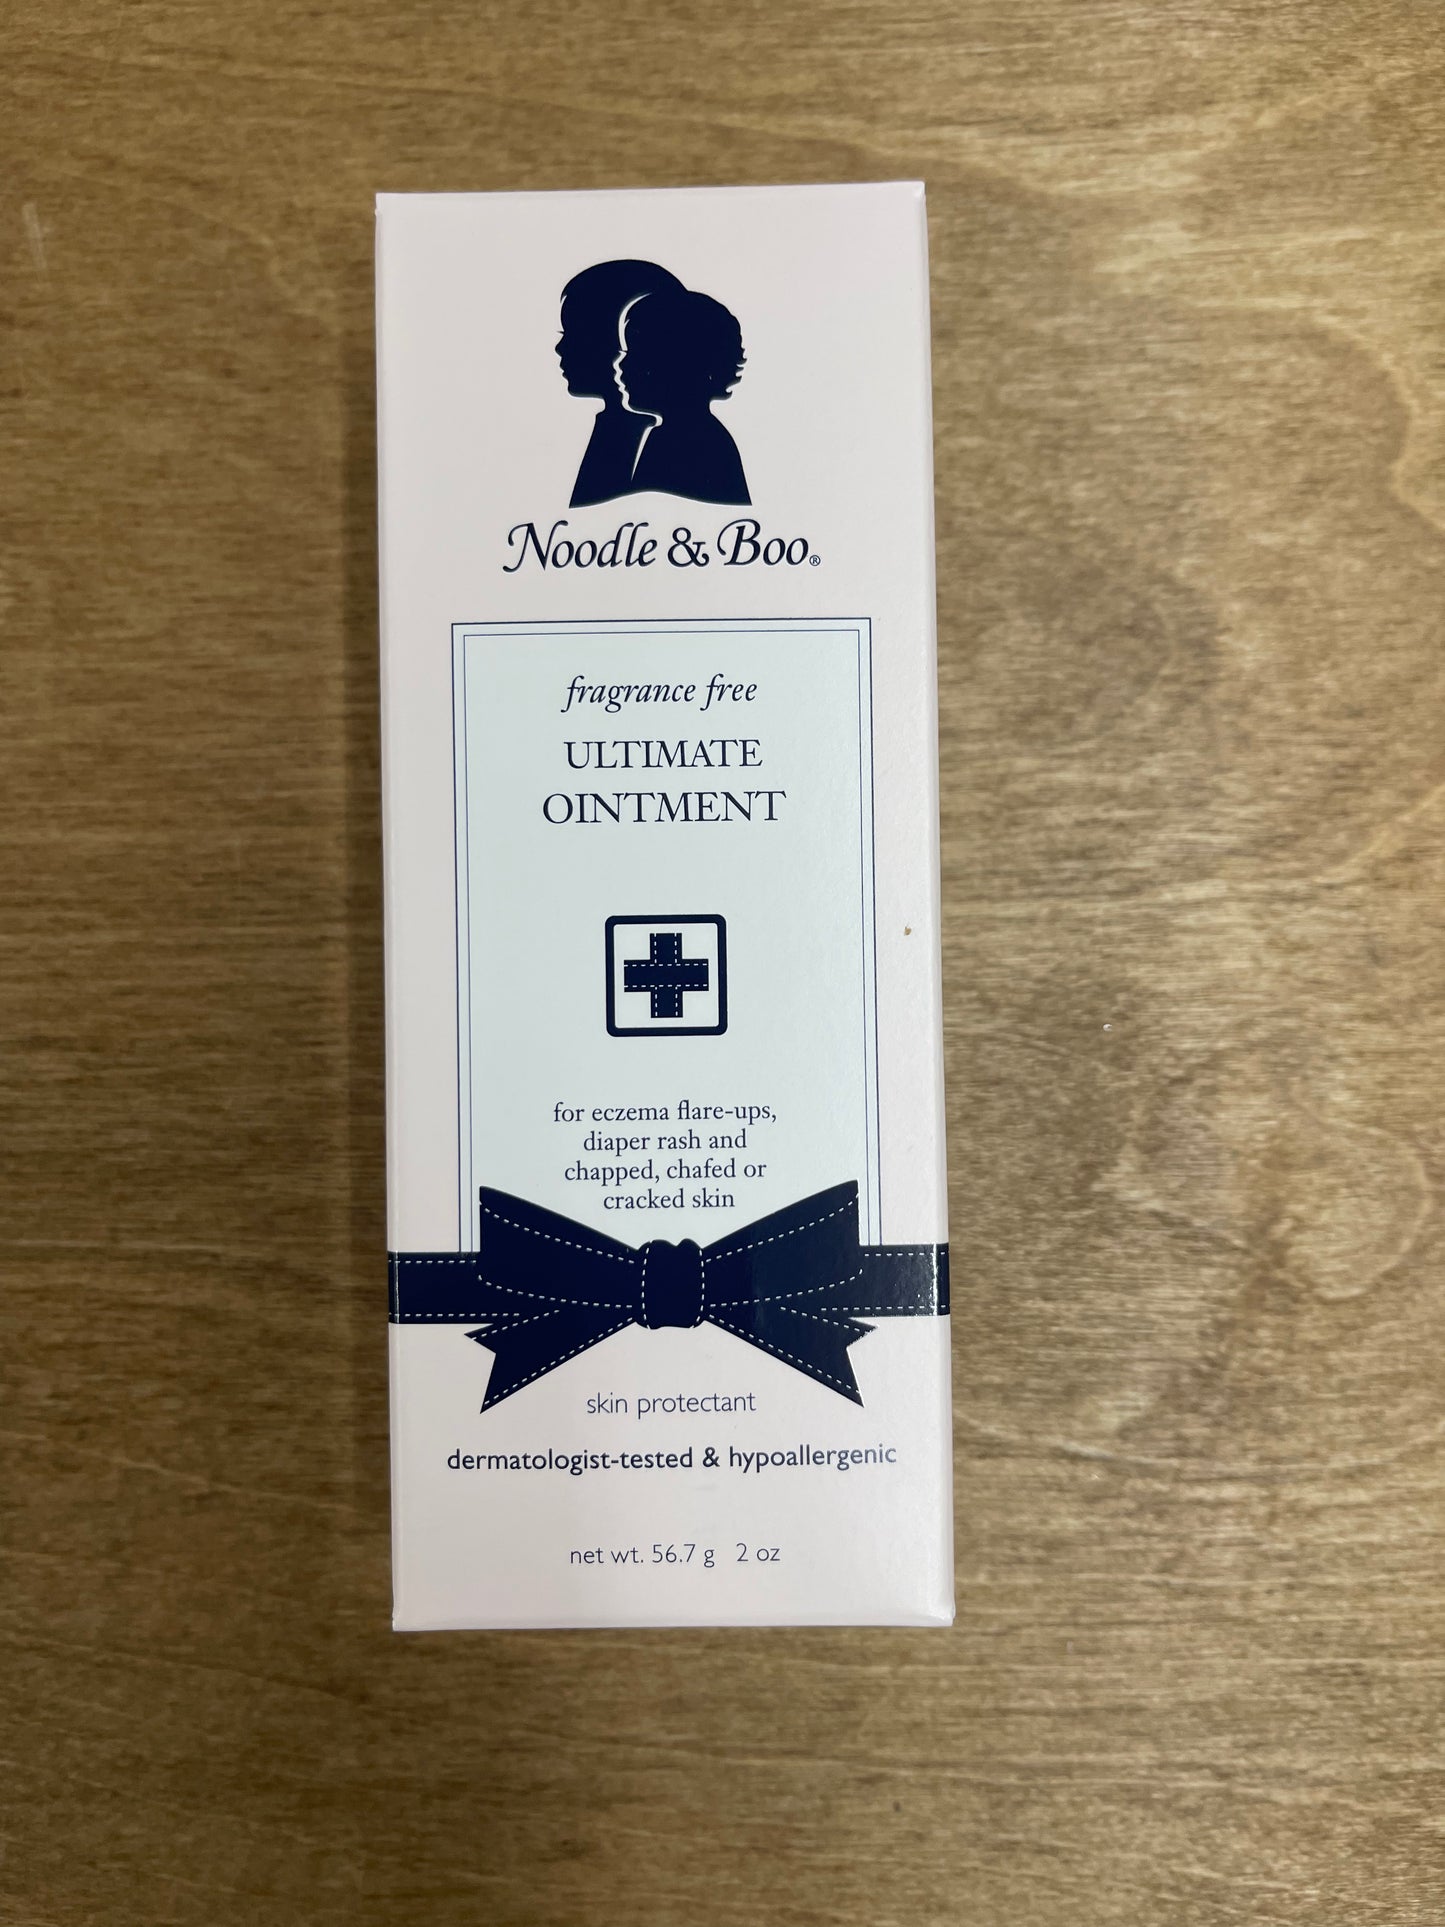 Noodle & Boo®
fragrance free
ULTIMATE
OINTMENT
for eczema flare-ups,
diaper rash and
chapped, chafed or
cracked skin
skin protectant
dermatologist-tested & hypoallergenic
net wt. 56.7 g 2 oz